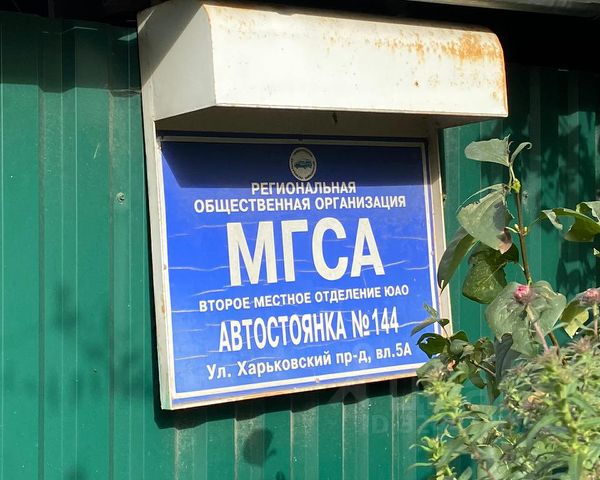 РЕГИОНАЛЬНАЯ
ОБЩЕСТВЕННАЯ ОРГАНИЗАЦИЯ
МГСА
ВТОРОЕ МЕСТНОЕ ОТДЕЛЕНИЕ ЮАО
АВТОСТОЯНКА №144
Ул. Харьковский пр-д, вл.5А